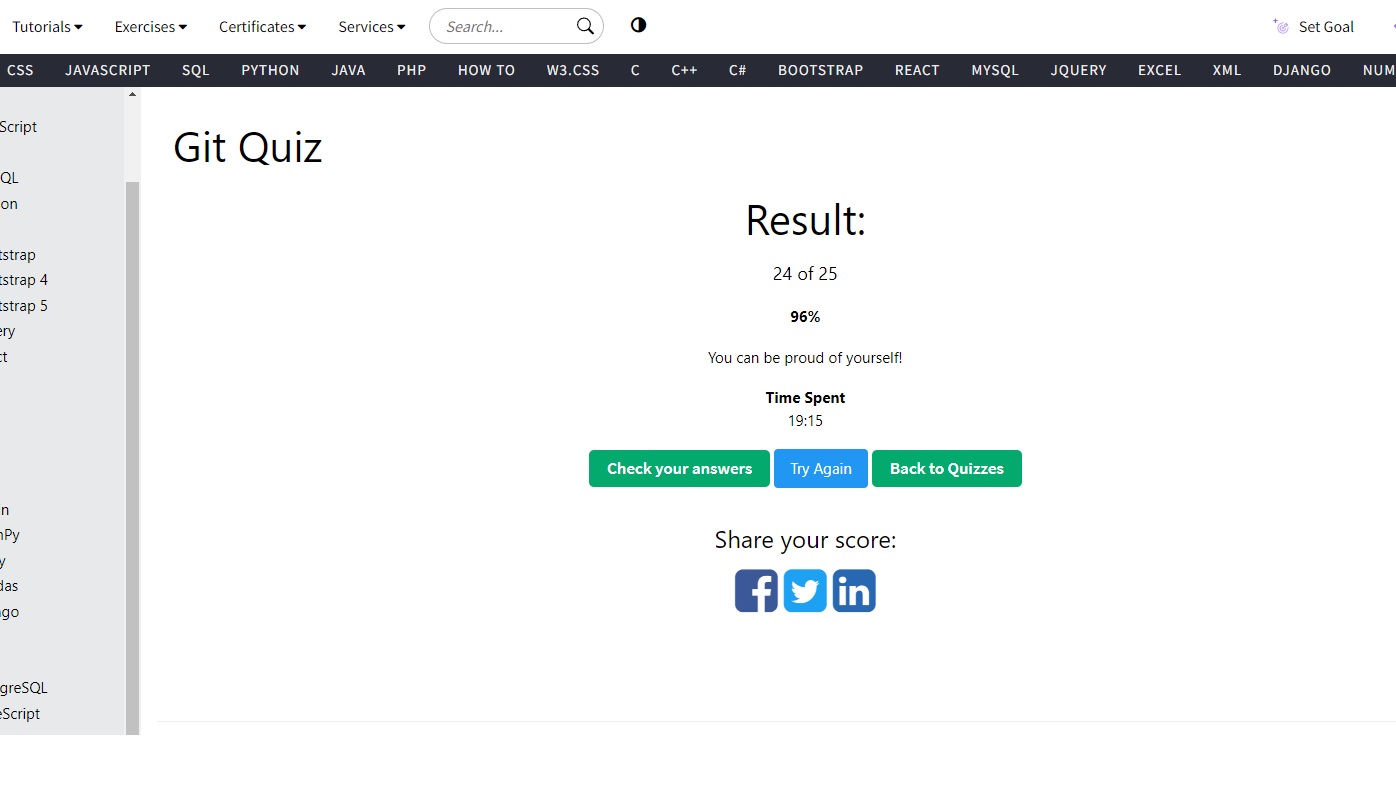 Tutorials Exercises Certificates Services Search... Set Goal
CSS JAVASCRIPT SQL PYTHON JAVA PHP HOW TO W3.CSS C C++ C# BOOTSTRAP REACT MYSQL JQUERY EXCEL XML DJANGO NUM
Script
QL
on
tstrap
tstrap 4
tstrap 5
ery
ct
n
nPy
y
das
ngo
greSQL
eScript
Git Quiz
Result:
24 of 25
96%
You can be proud of yourself!
Time Spent
19:15
Check your answers Try Again Back to Quizzes
Share your score:
f in